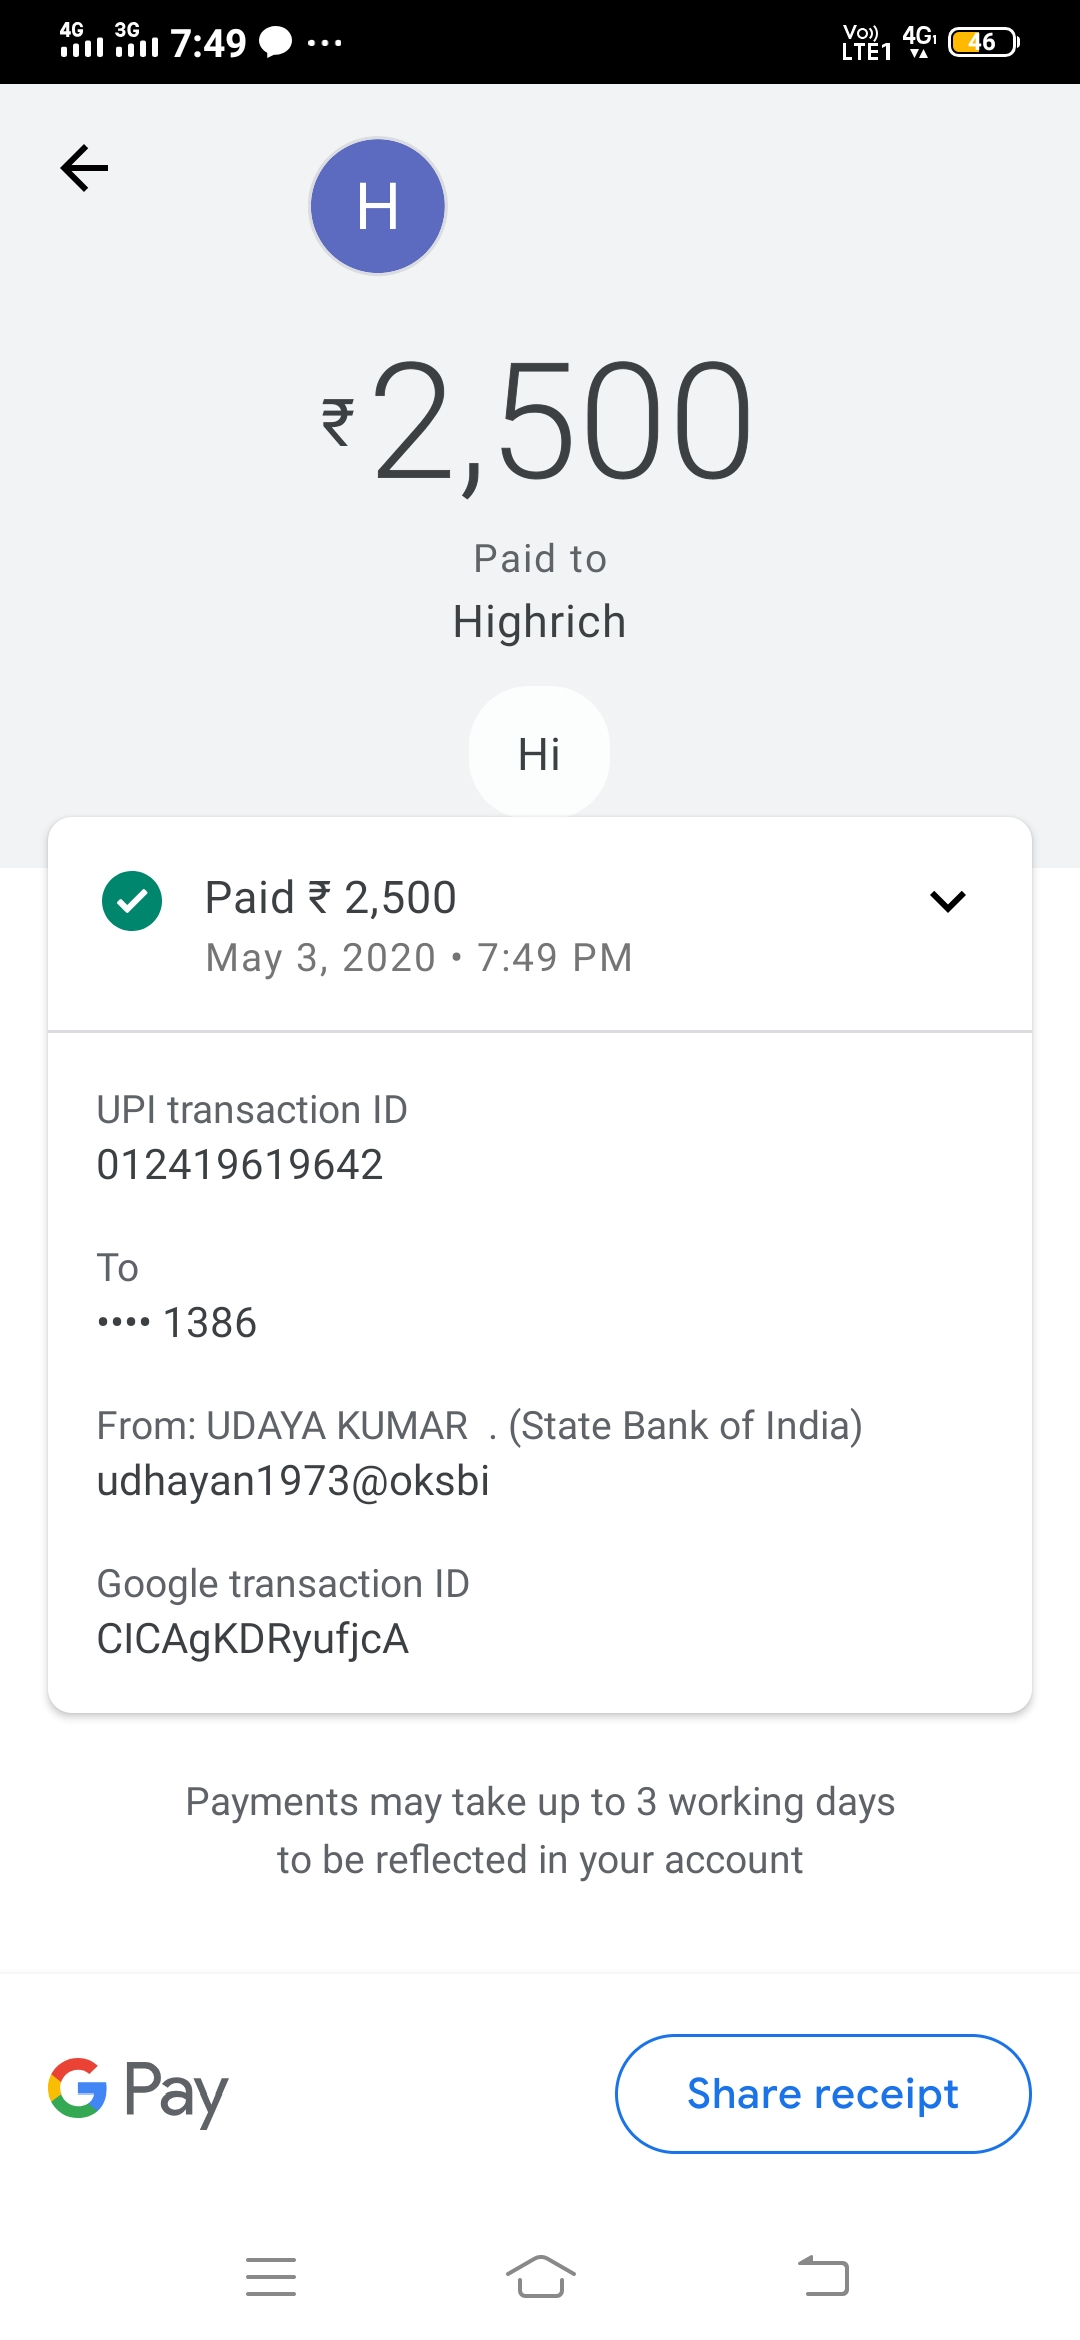 4G 3G 7:49 Vo)) LTE1 4G1 46
H
₹2,500
Paid to
Highrich
Hi
Paid ₹ 2,500
May 3, 2020 • 7:49 PM
UPI transaction ID
012419619642
To
•••• 1386
From: UDAYA KUMAR . (State Bank of India)
udhayan1973@oksbi
Google transaction ID
CICAgKDRyufjcA
Payments may take up to 3 working days
to be reflected in your account
G Pay
Share receipt